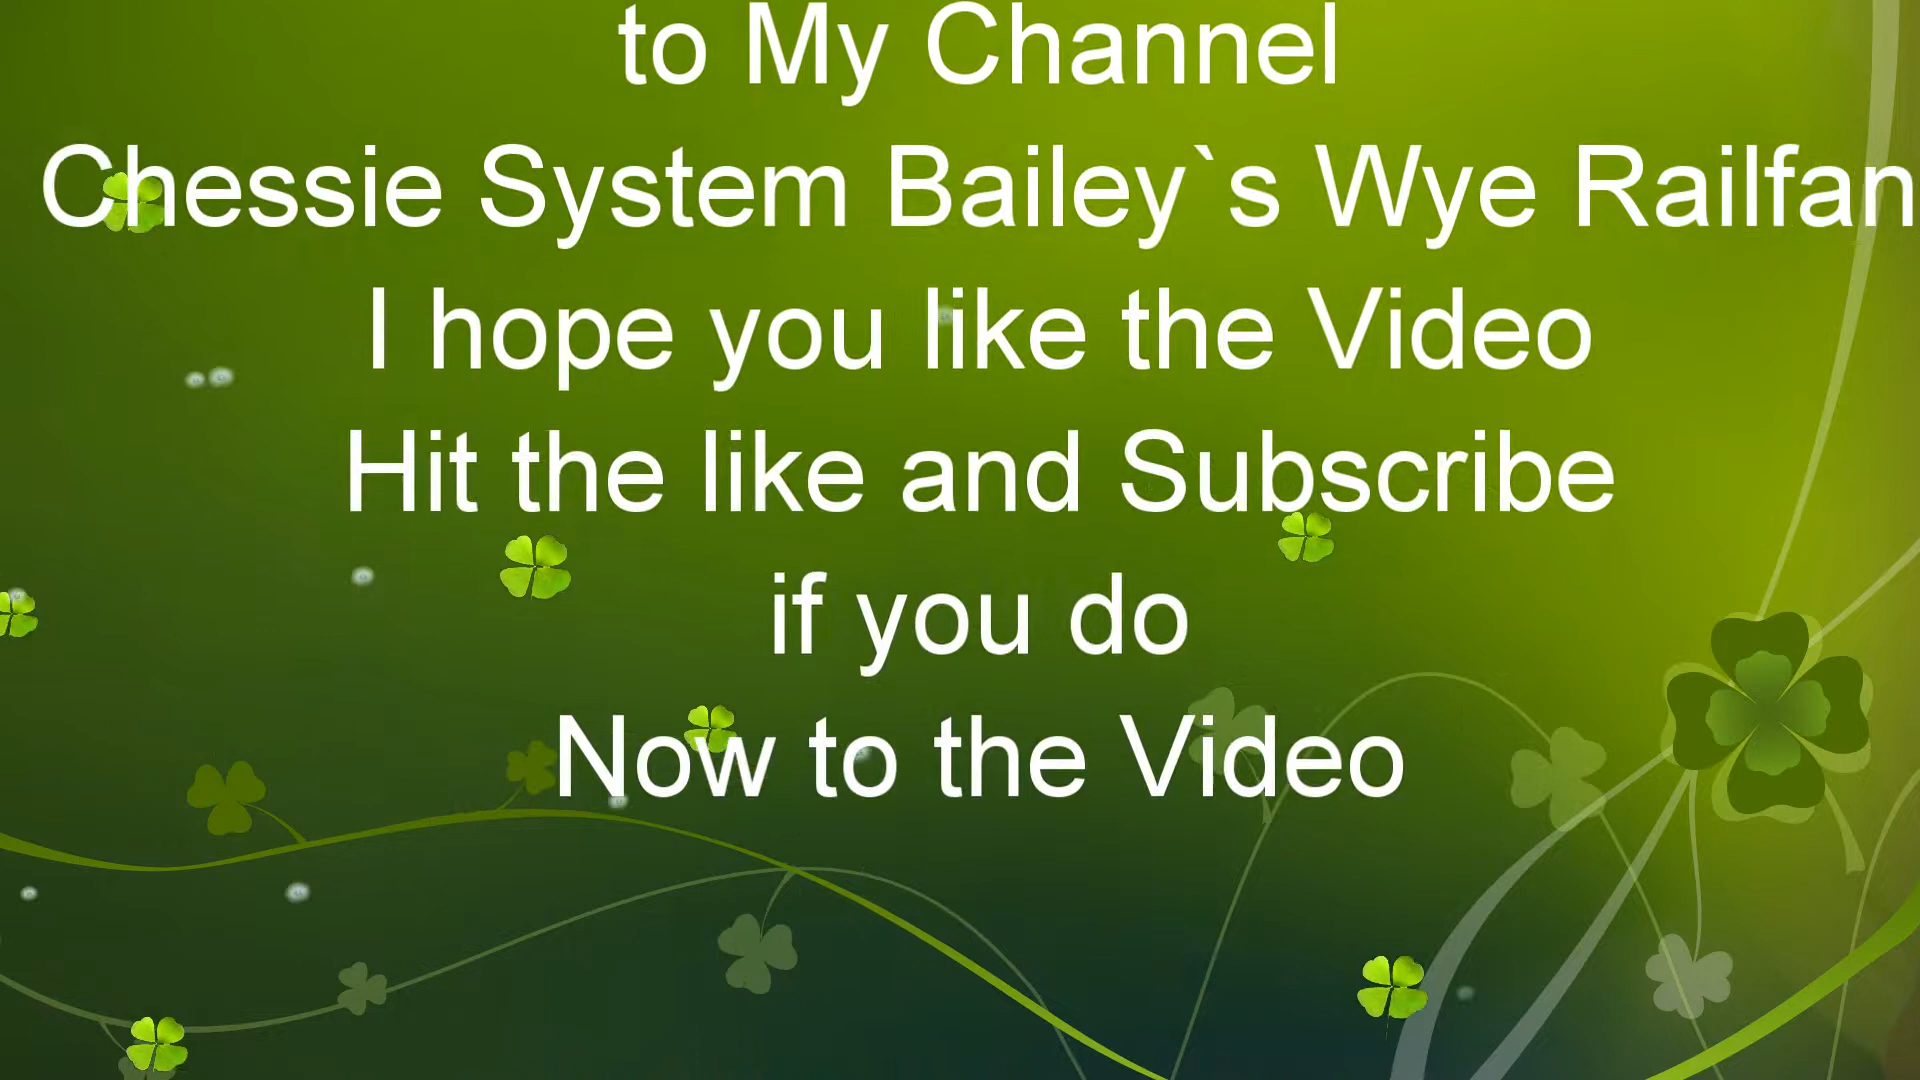 to My Channel
Chessie System Bailey`s Wye Railfan
I hope you like the Video
Hit the like and Subscribe
if you do
Now to the Video